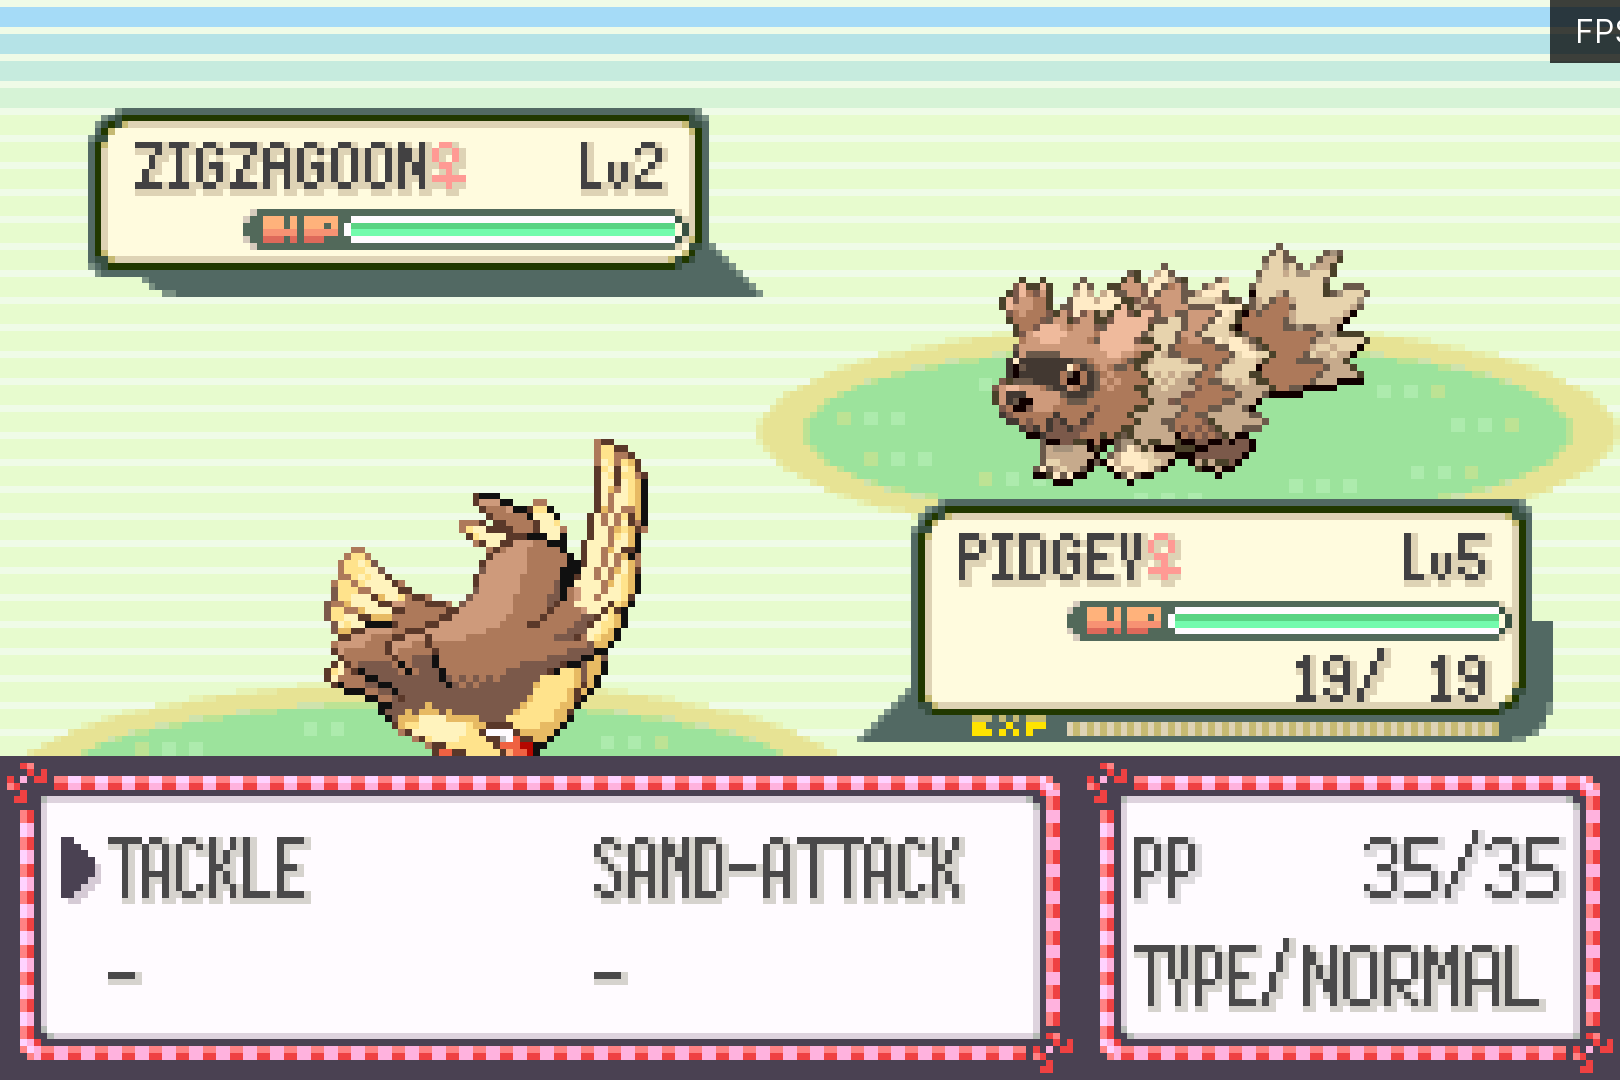 FPS
ZIGZAGOON♀ Lv2
HP
PIDGEY♀ Lv5
HP
19/ 19
EXP
TACKLE SAND-ATTACK
- -
PP 35/35
TYPE/NORMAL